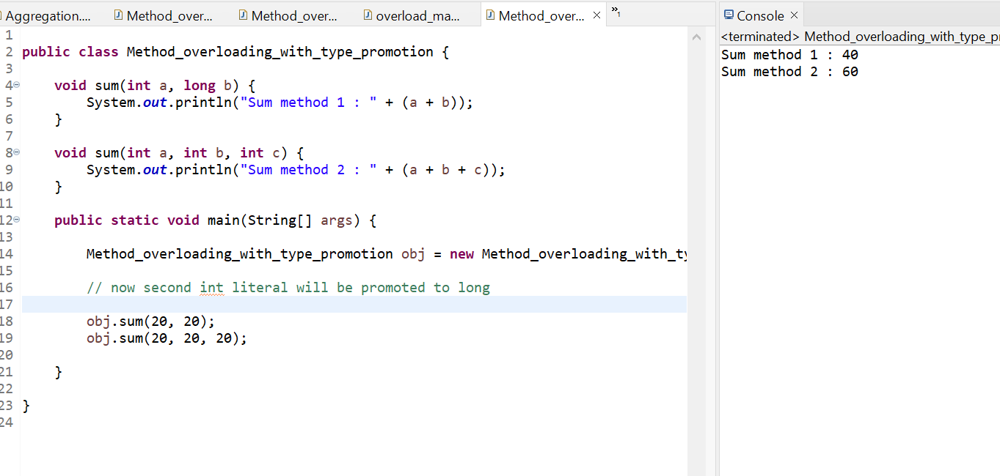 Aggregation.... Method_over... Method_over... overload_ma... Method_over... »1
Console
<terminated> Method_overloading_with_type_p
Sum method 1 : 40
Sum method 2 : 60
1
2 public class Method_overloading_with_type_promotion {
3
4 void sum(int a, long b) {
5 System.out.println("Sum method 1 : " + (a + b));
6 }
7
8 void sum(int a, int b, int c) {
9 System.out.println("Sum method 2 : " + (a + b + c));
10 }
11
12 public static void main(String[] args) {
13
14 Method_overloading_with_type_promotion obj = new Method_overloading_with_ty
15
16 // now second int literal will be promoted to long
17
18 obj.sum(20, 20);
19 obj.sum(20, 20, 20);
20
21 }
22
23 }
24